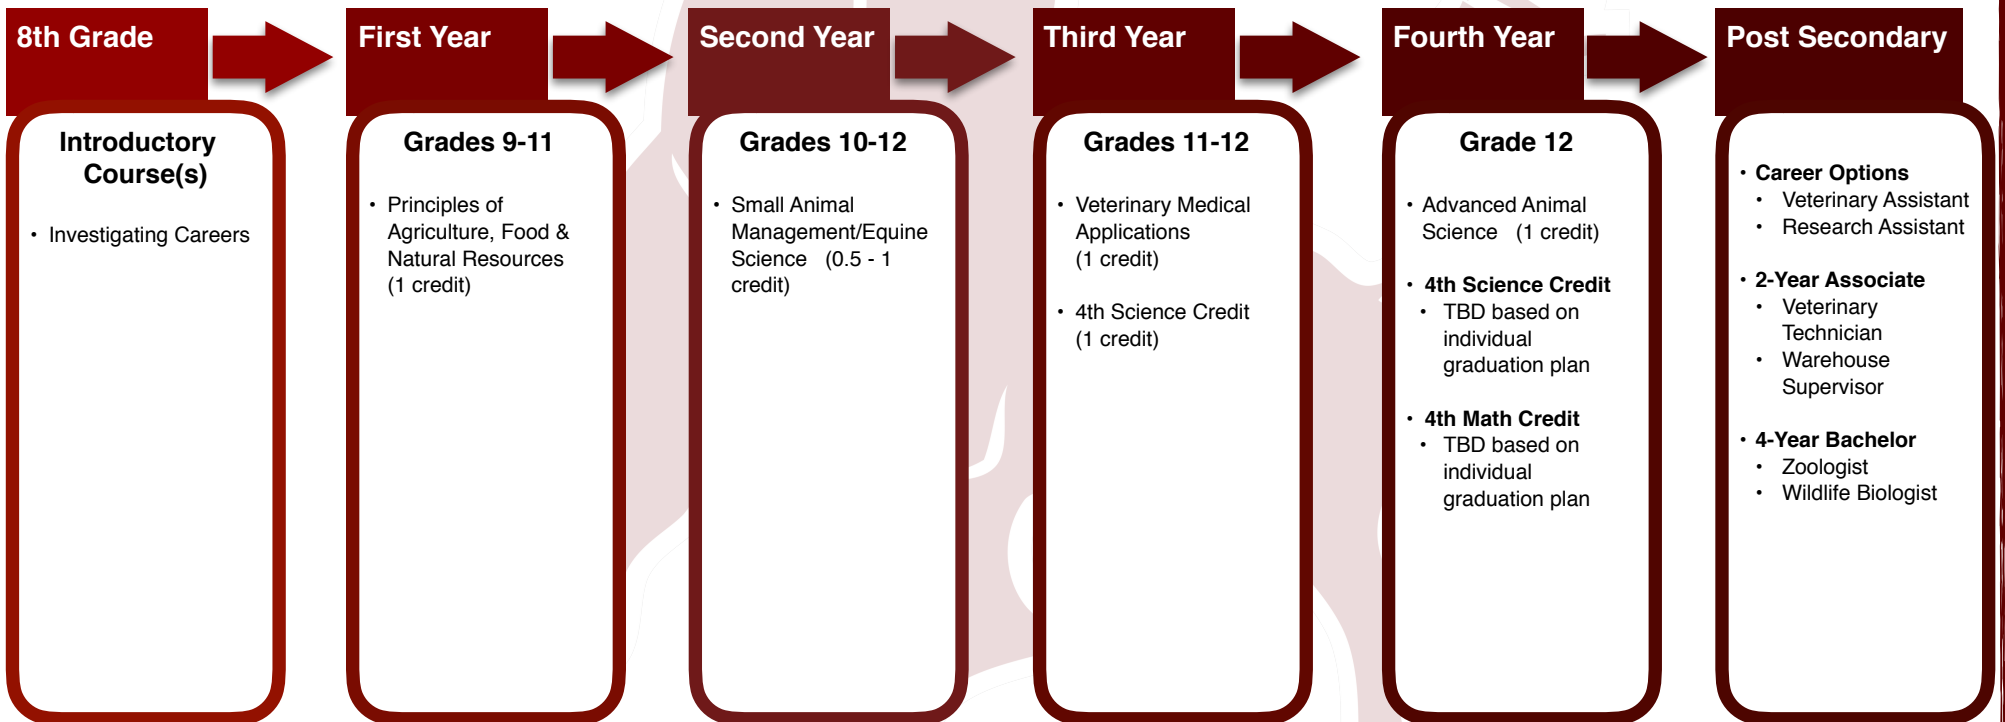 8th Grade
Introductory
Course(s)
• Investigating Careers
First Year
Grades 9-11
• Principles of
Agriculture, Food &
Natural Resources
(1 credit)
Second Year
Grades 10-12
• Small Animal
Management/Equine
Science (0.5 - 1
credit)
Third Year
Grades 11-12
• Veterinary Medical
Applications
(1 credit)
• 4th Science Credit
(1 credit)
Fourth Year
Grade 12
• Advanced Animal
Science (1 credit)
• 4th Science Credit
• TBD based on
individual
graduation plan
• 4th Math Credit
• TBD based on
individual
graduation plan
Post Secondary
• Career Options
• Veterinary Assistant
• Research Assistant
• 2-Year Associate
• Veterinary
Technician
• Warehouse
Supervisor
• 4-Year Bachelor
• Zoologist
• Wildlife Biologist